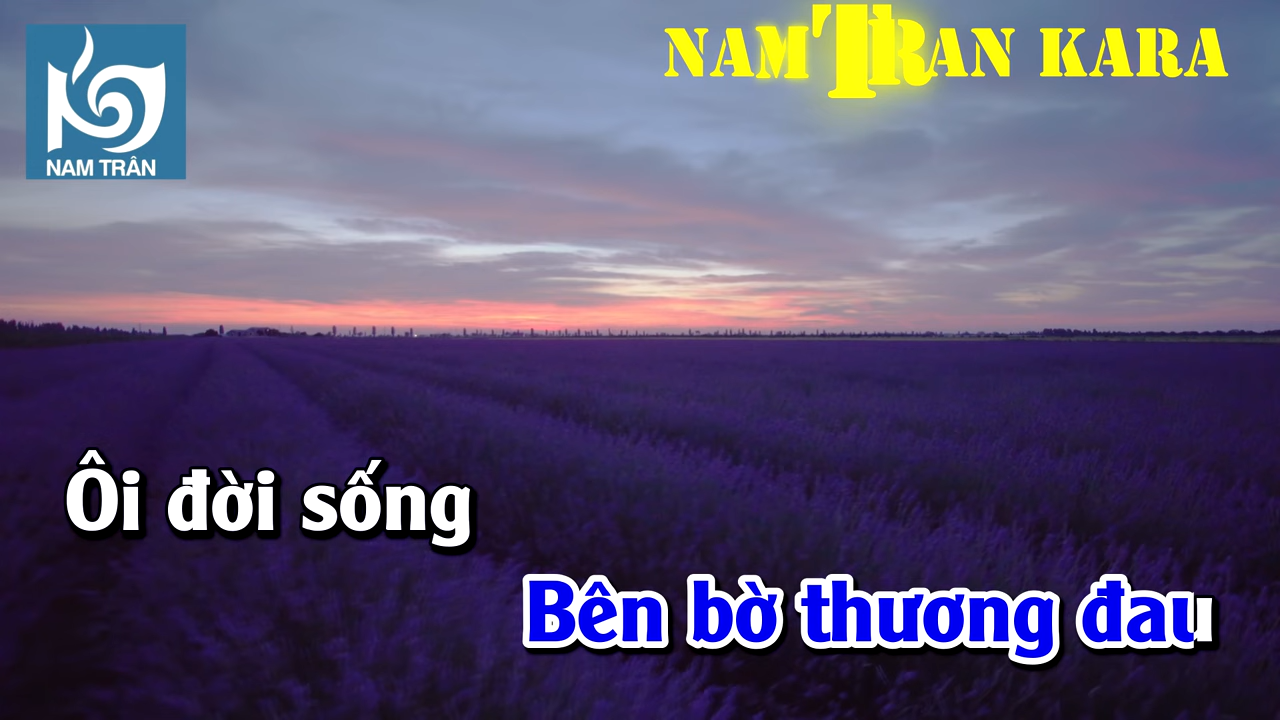 NAM TRAN KARA
NAM TRÂN
Ôi đời sống
Bên bờ thương đau